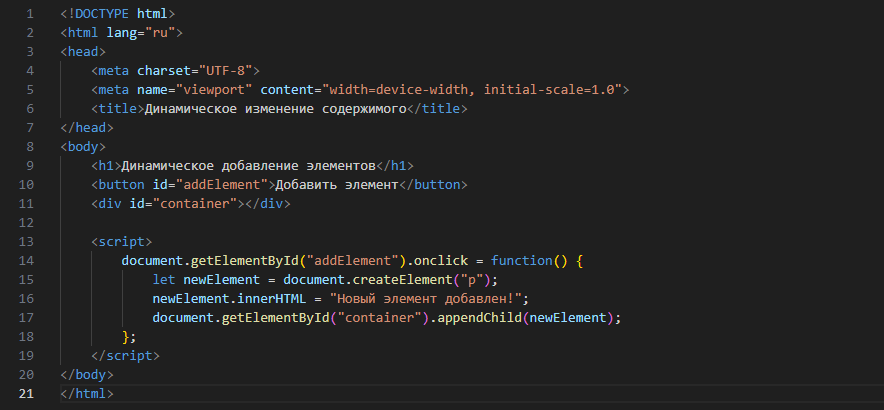 1 <!DOCTYPE html>
2 <html lang="ru">
3 <head>
4     <meta charset="UTF-8">
5     <meta name="viewport" content="width=device-width, initial-scale=1.0">
6     <title>Динамическое изменение содержимого</title>
7 </head>
8 <body>
9     <h1>Динамическое добавление элементов</h1>
10     <button id="addElement">Добавить элемент</button>
11     <div id="container"></div>
12
13     <script>
14         document.getElementById("addElement").onclick = function() {
15             let newElement = document.createElement("p");
16             newElement.innerHTML = "Новый элемент добавлен!";
17             document.getElementById("container").appendChild(newElement);
18         };
19     </script>
20 </body>
21 </html>